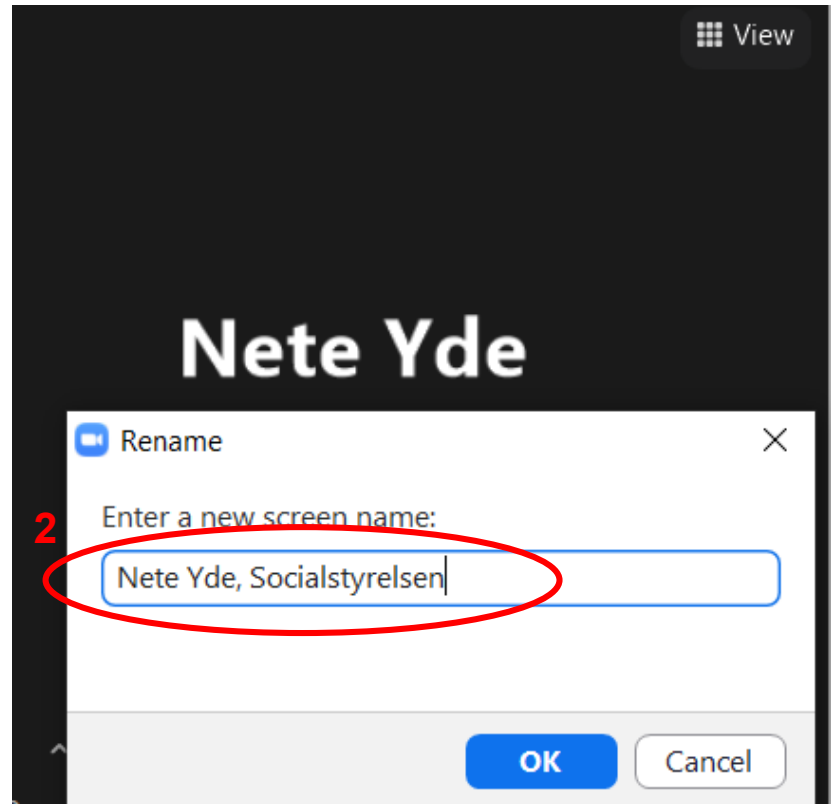 View
Nete Yde
Rename
2
Enter a new screen name:
Nete Yde, Socialstyrelsen
OK
Cancel